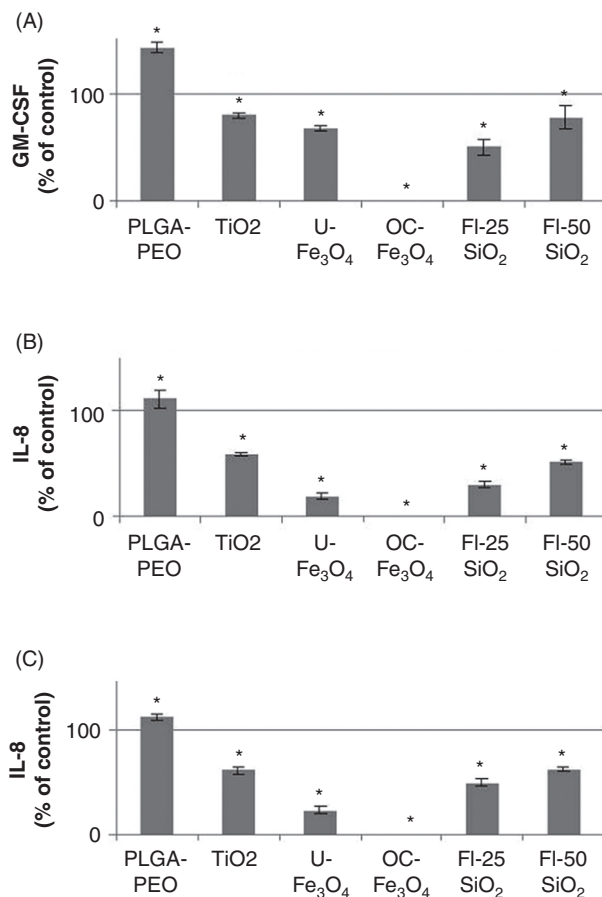 (A)
GM-CSF
(% of control)
100
0
* * * * * *
PLGA-PEO TiO2 U-Fe₃O₄ OC-Fe₃O₄ Fl-25 SiO₂ Fl-50 SiO₂
(B)
IL-8
(% of control)
100
0
* * * * * *
PLGA-PEO TiO2 U-Fe₃O₄ OC-Fe₃O₄ Fl-25 SiO₂ Fl-50 SiO₂
(C)
IL-8
(% of control)
100
0
* * * * * *
PLGA-PEO TiO2 U-Fe₃O₄ OC-Fe₃O₄ Fl-25 SiO₂ Fl-50 SiO₂